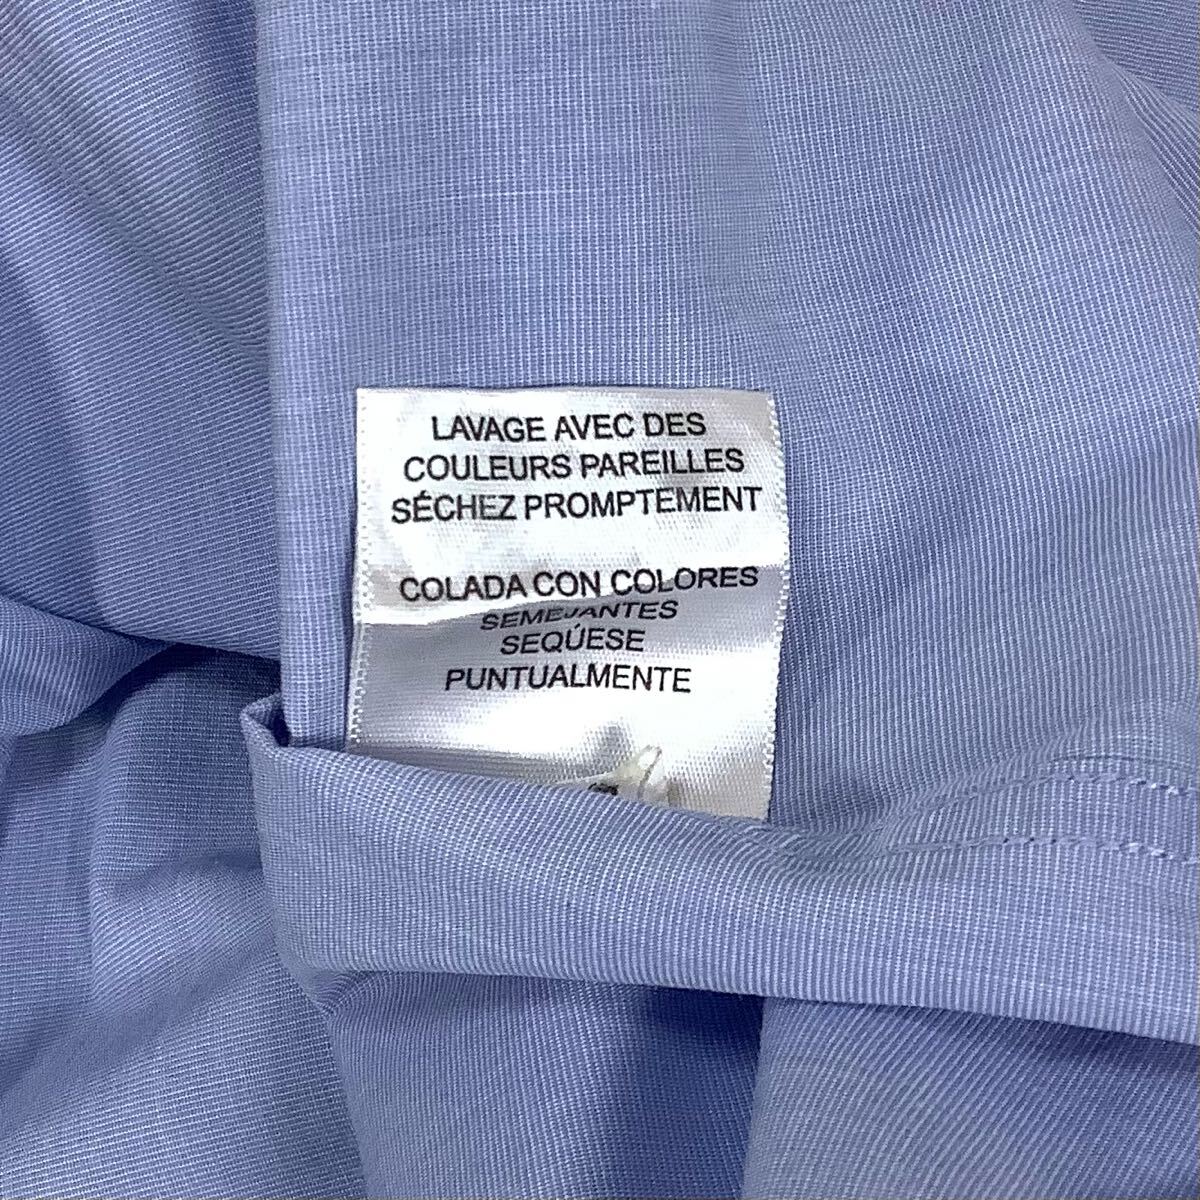 LAVAGE AVEC DES
COULEURS PAREILLES
SÉCHEZ PROMPTEMENT
COLADA CON COLORES
SEMEJANTES
SEQÚESE
PUNTUALMENTE